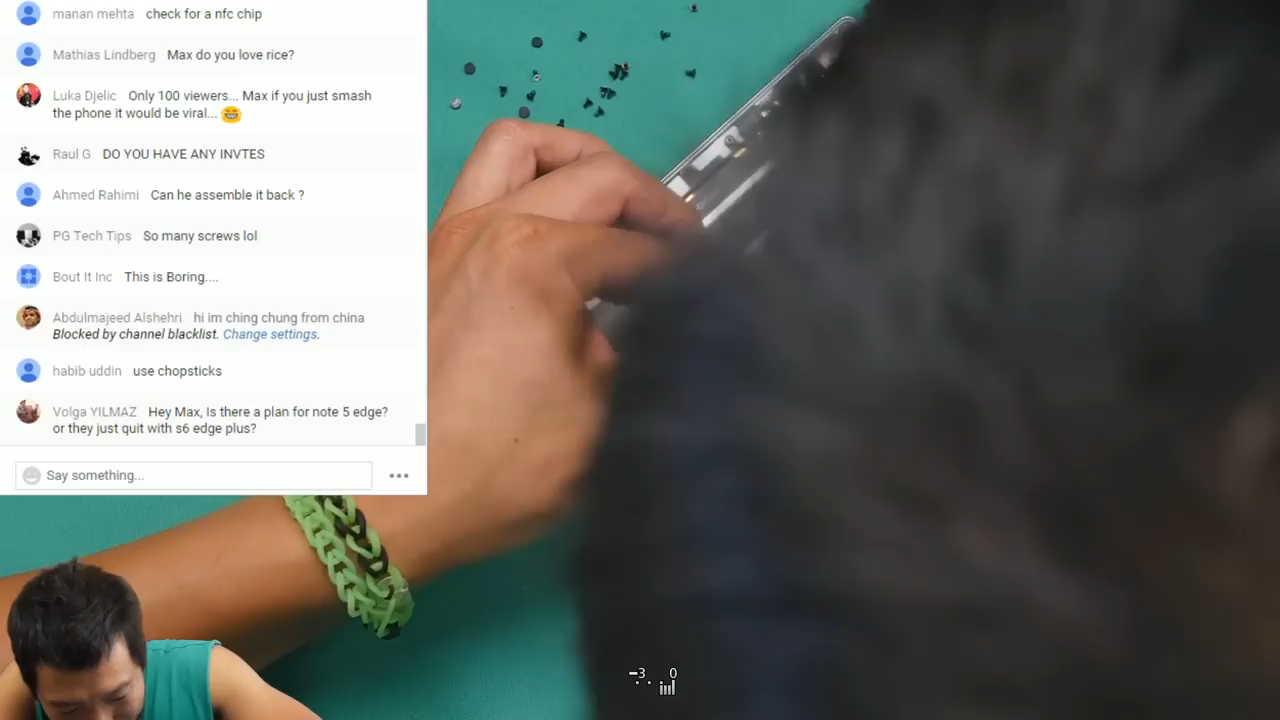 manan mehta check for a nfc chip
Mathias Lindberg Max do you love rice?
Luka Djelic Only 100 viewers... Max if you just smash
the phone it would be viral... 😁
Raul G DO YOU HAVE ANY INVTES
Ahmed Rahimi Can he assemble it back ?
PG Tech Tips So many screws lol
Bout It Inc This is Boring....
Abdulmajeed Alshehri hi im ching chung from china
Blocked by channel blacklist. Change settings.
habib uddin use chopsticks
Volga YILMAZ Hey Max, Is there a plan for note 5 edge?
or they just quit with s6 edge plus?
Say something...
-3 0